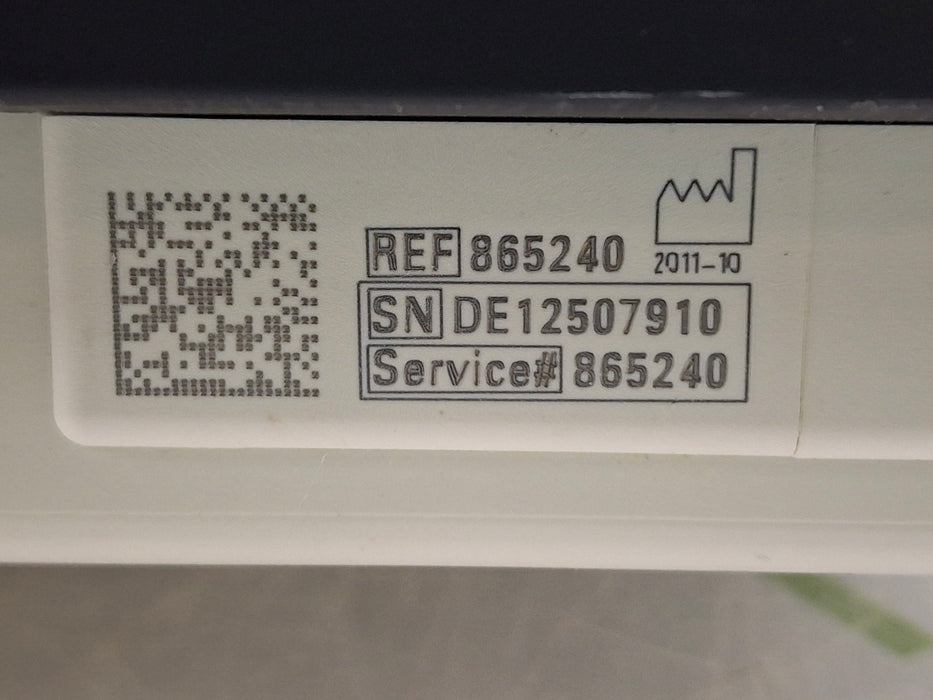 REF 865240
2011-10
SN DE12507910
Service# 865240